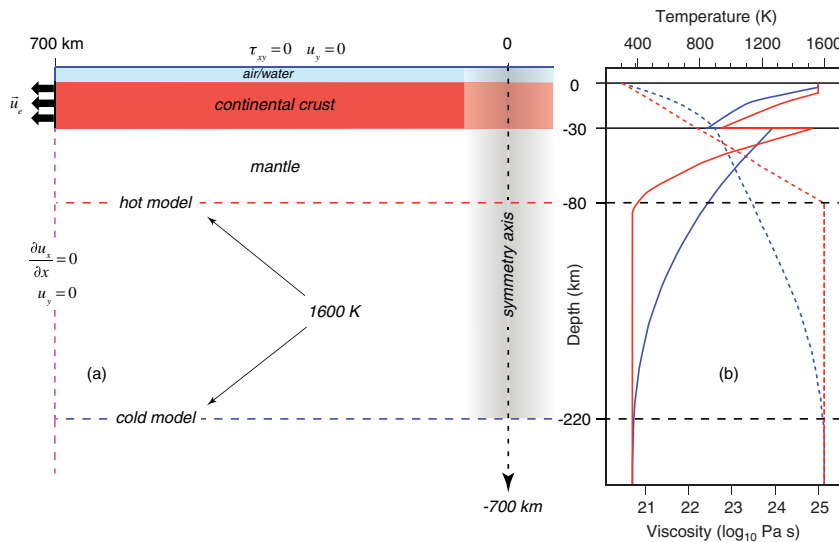 700 km
τxy=0 uy=0
0
air/water
continental crust
u⃗e
mantle
hot model
∂ux/∂x=0
uy=0
1600 K
symmetry axis
(a)
cold model
-700 km
Temperature (K)
400 800 1200 1600
0
-30
-80
Depth (km)
(b)
-220
21 22 23 24 25
Viscosity (log10 Pa s)